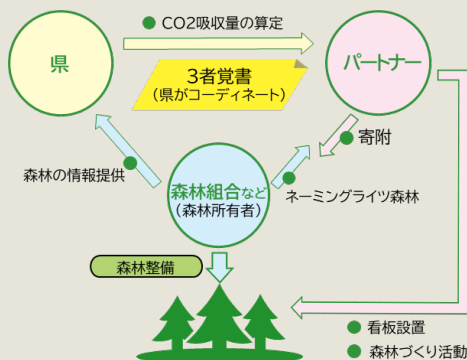 CO2吸収量の算定
県
3者覚書
(県がコーディネート)
パートナー
寄附
森林の情報提供
森林組合など
(森林所有者)
ネーミングライツ森林
森林整備
看板設置
森林づくり活動